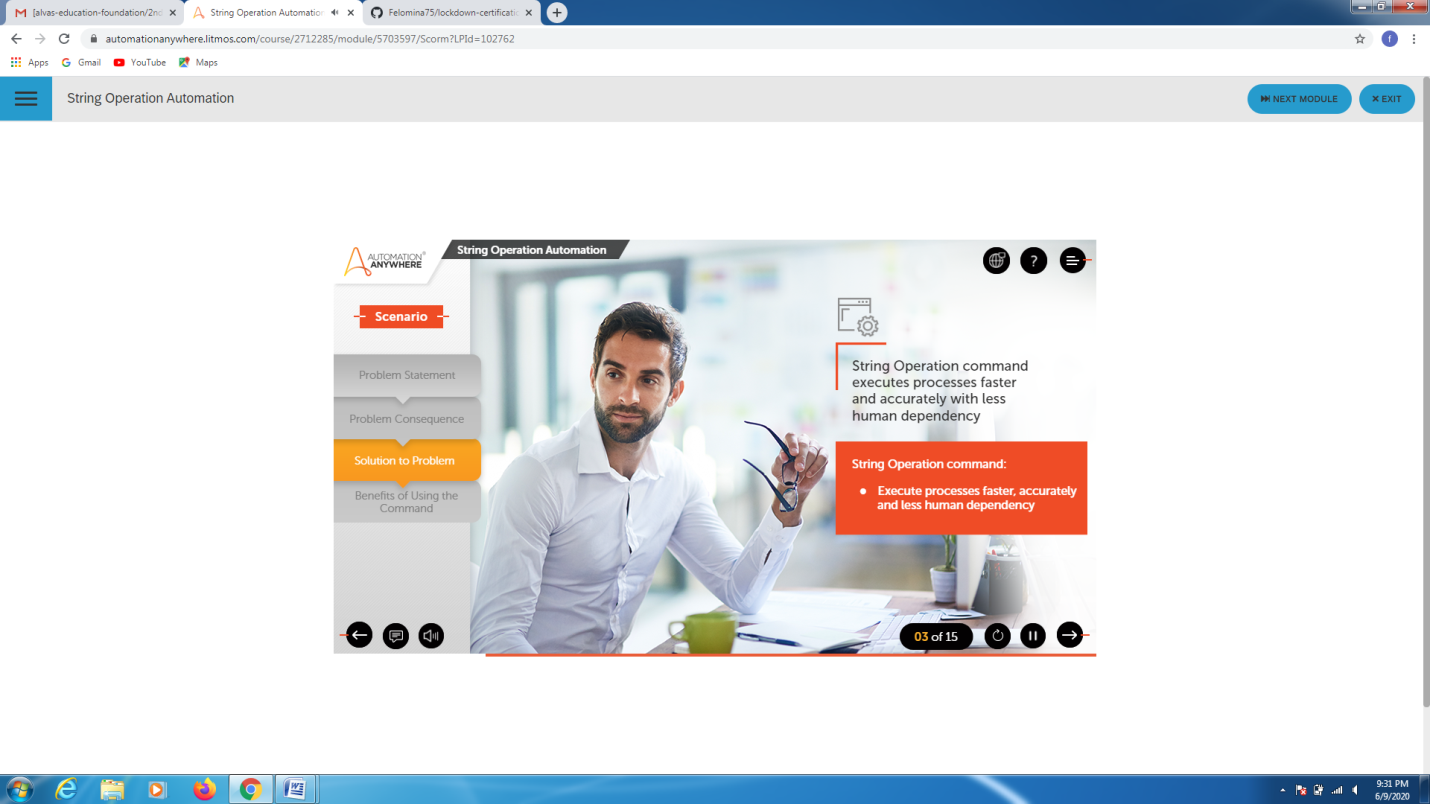 [alvas-education-foundation/2nd
String Operation Automation
Felomina75/lockdown-certificati
automationanywhere.litmos.com/course/2712285/module/5703597/Scorm?LPId=102762
f
Apps
Gmail
YouTube
Maps
String Operation Automation
NEXT MODULE
EXIT
AUTOMATION
ANYWHERE
String Operation Automation
?
Scenario
Problem Statement
Problem Consequence
Solution to Problem
Benefits of Using the
Command
String Operation command
executes processes faster
and accurately with less
human dependency
String Operation command:
● Execute processes faster, accurately
and less human dependency
03 of 15
9:31 PM
6/9/2020